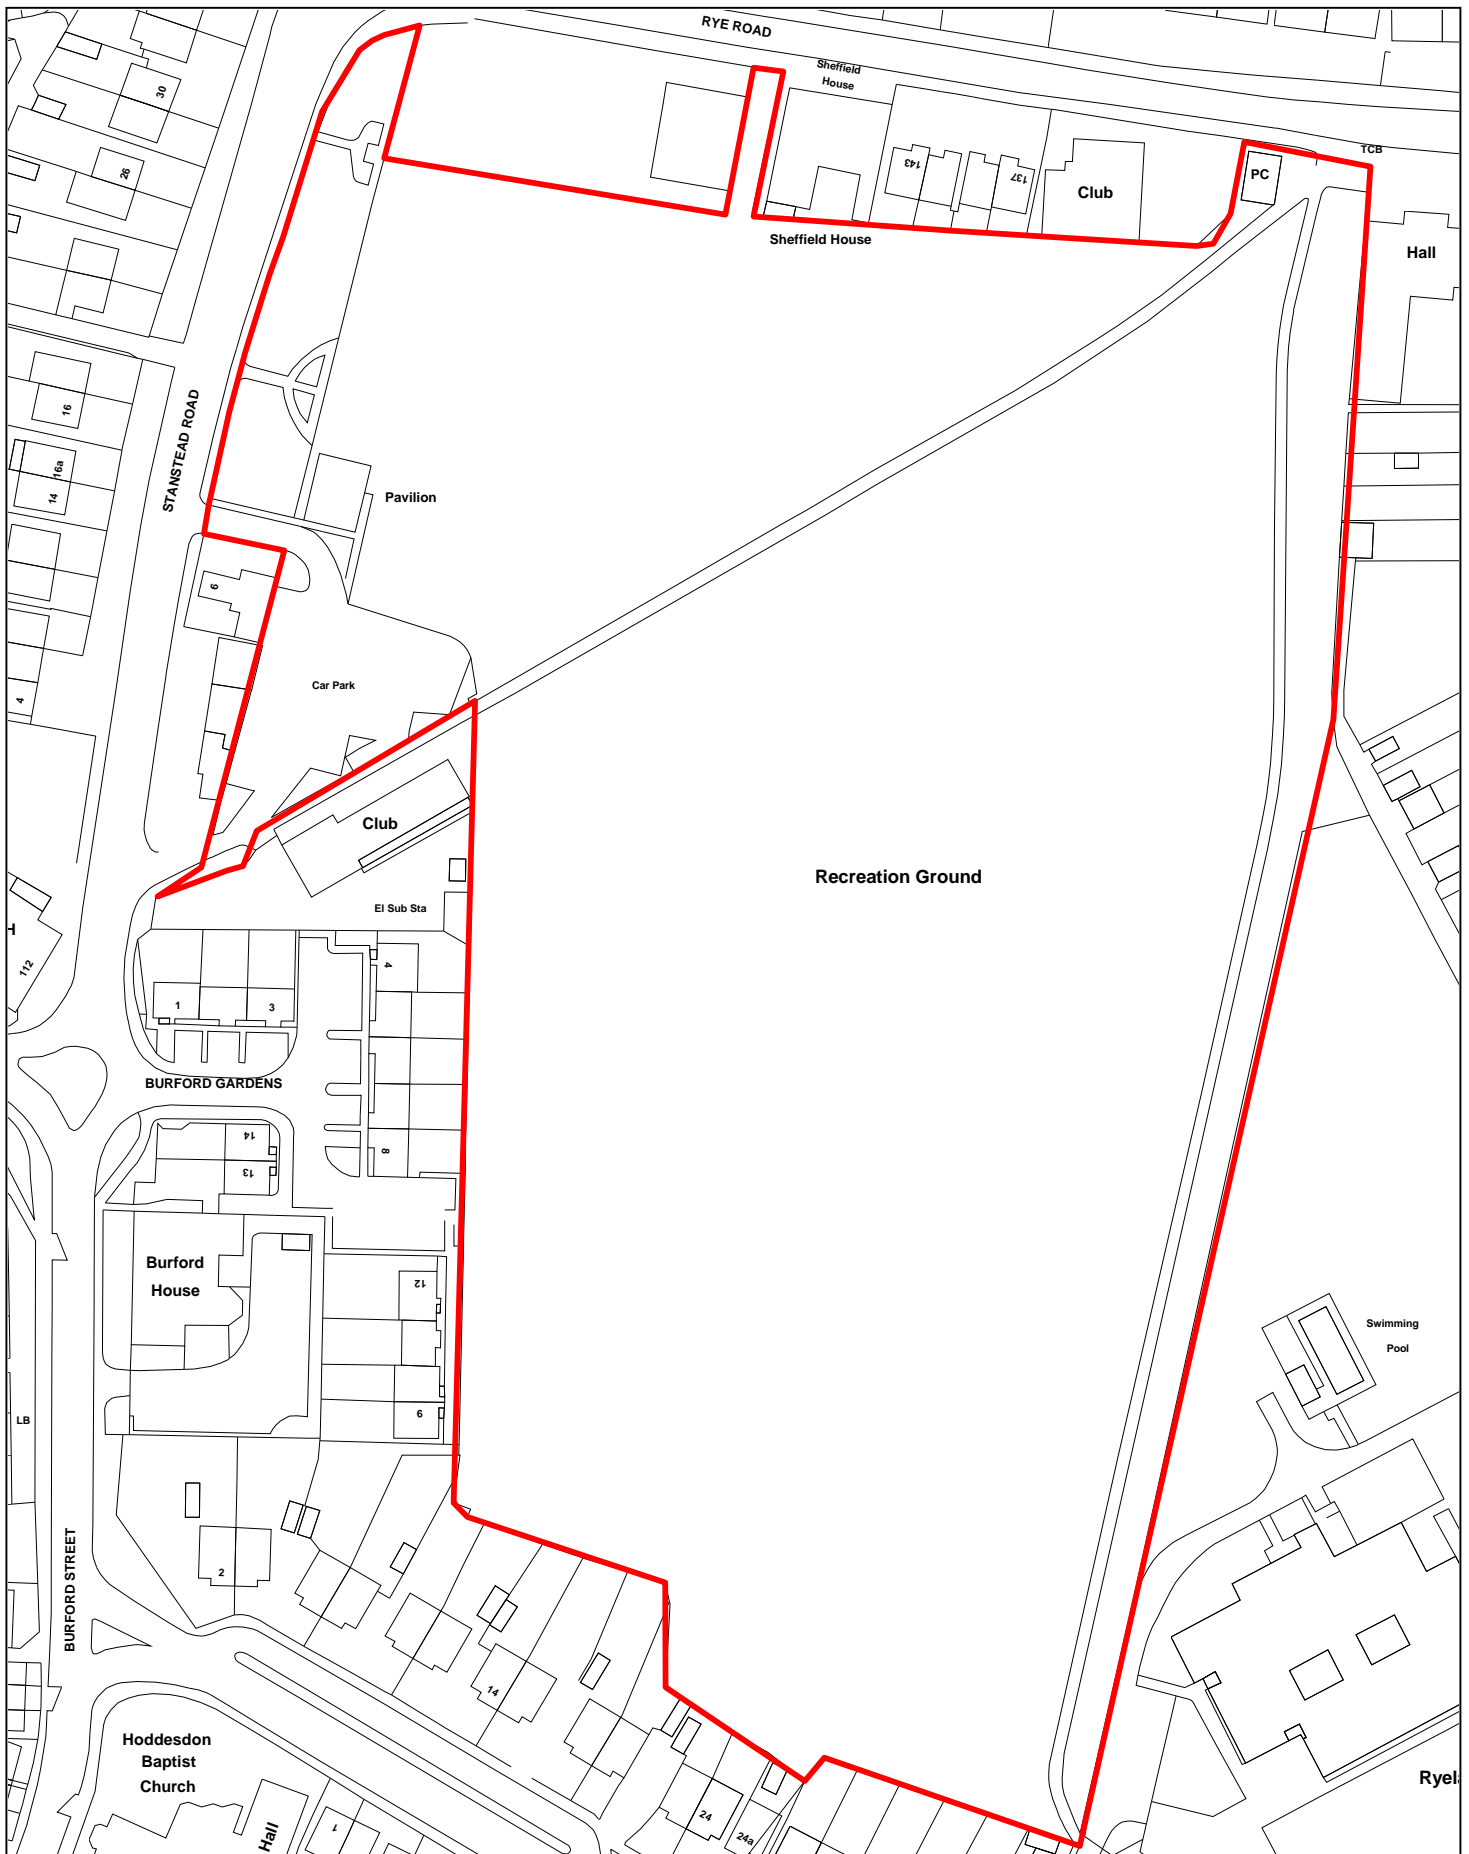 RYE ROAD
Sheffield
House
30
TCB
143
137
PC
26
Club
Sheffield House
Hall
STANSTEAD ROAD
16
16a
14
Pavilion
6
Car Park
4
Club
Recreation Ground
El Sub Sta
112
4
1
3
BURFORD GARDENS
14
13
8
Burford
House
12
Swimming
Pool
9
LB
BURFORD STREET
2
14
Hoddesdon
Baptist
Church
Ryel
24
24a
1
Hall